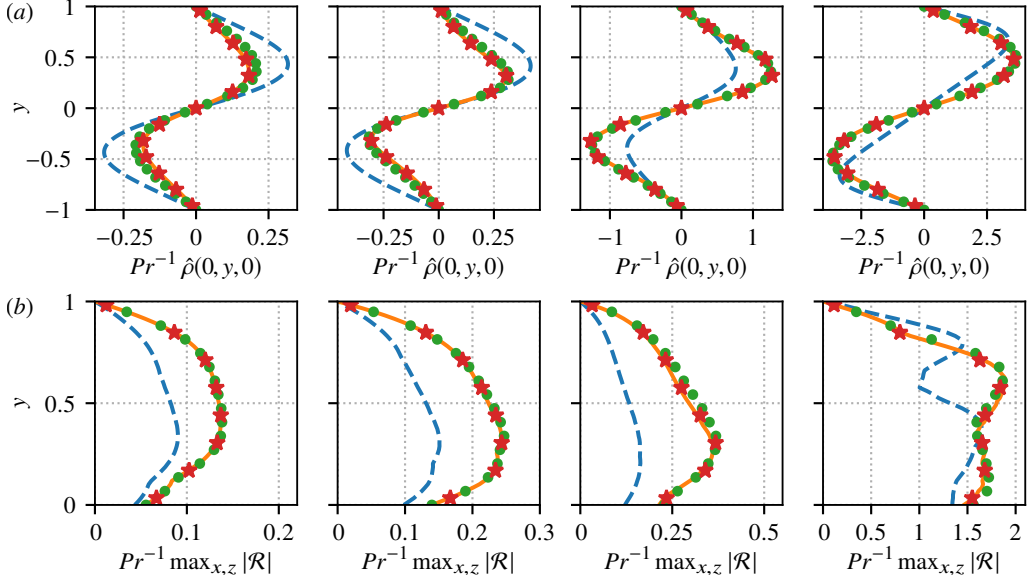 (a)
1
0.5
0
−0.5
−1
y
−0.25 0 0.25
−0.25 0 0.25
−1 0 1
−2.5 0 2.5
Pr⁻¹ ρ̂(0, y, 0)
Pr⁻¹ ρ̂(0, y, 0)
Pr⁻¹ ρ̂(0, y, 0)
Pr⁻¹ ρ̂(0, y, 0)
(b)
1
0.5
0
y
0 0.1 0.2
0 0.1 0.2 0.3
0 0.25 0.5
0 0.5 1 1.5 2
Pr⁻¹ max_{x,z} |ℛ|
Pr⁻¹ max_{x,z} |ℛ|
Pr⁻¹ max_{x,z} |ℛ|
Pr⁻¹ max_{x,z} |ℛ|